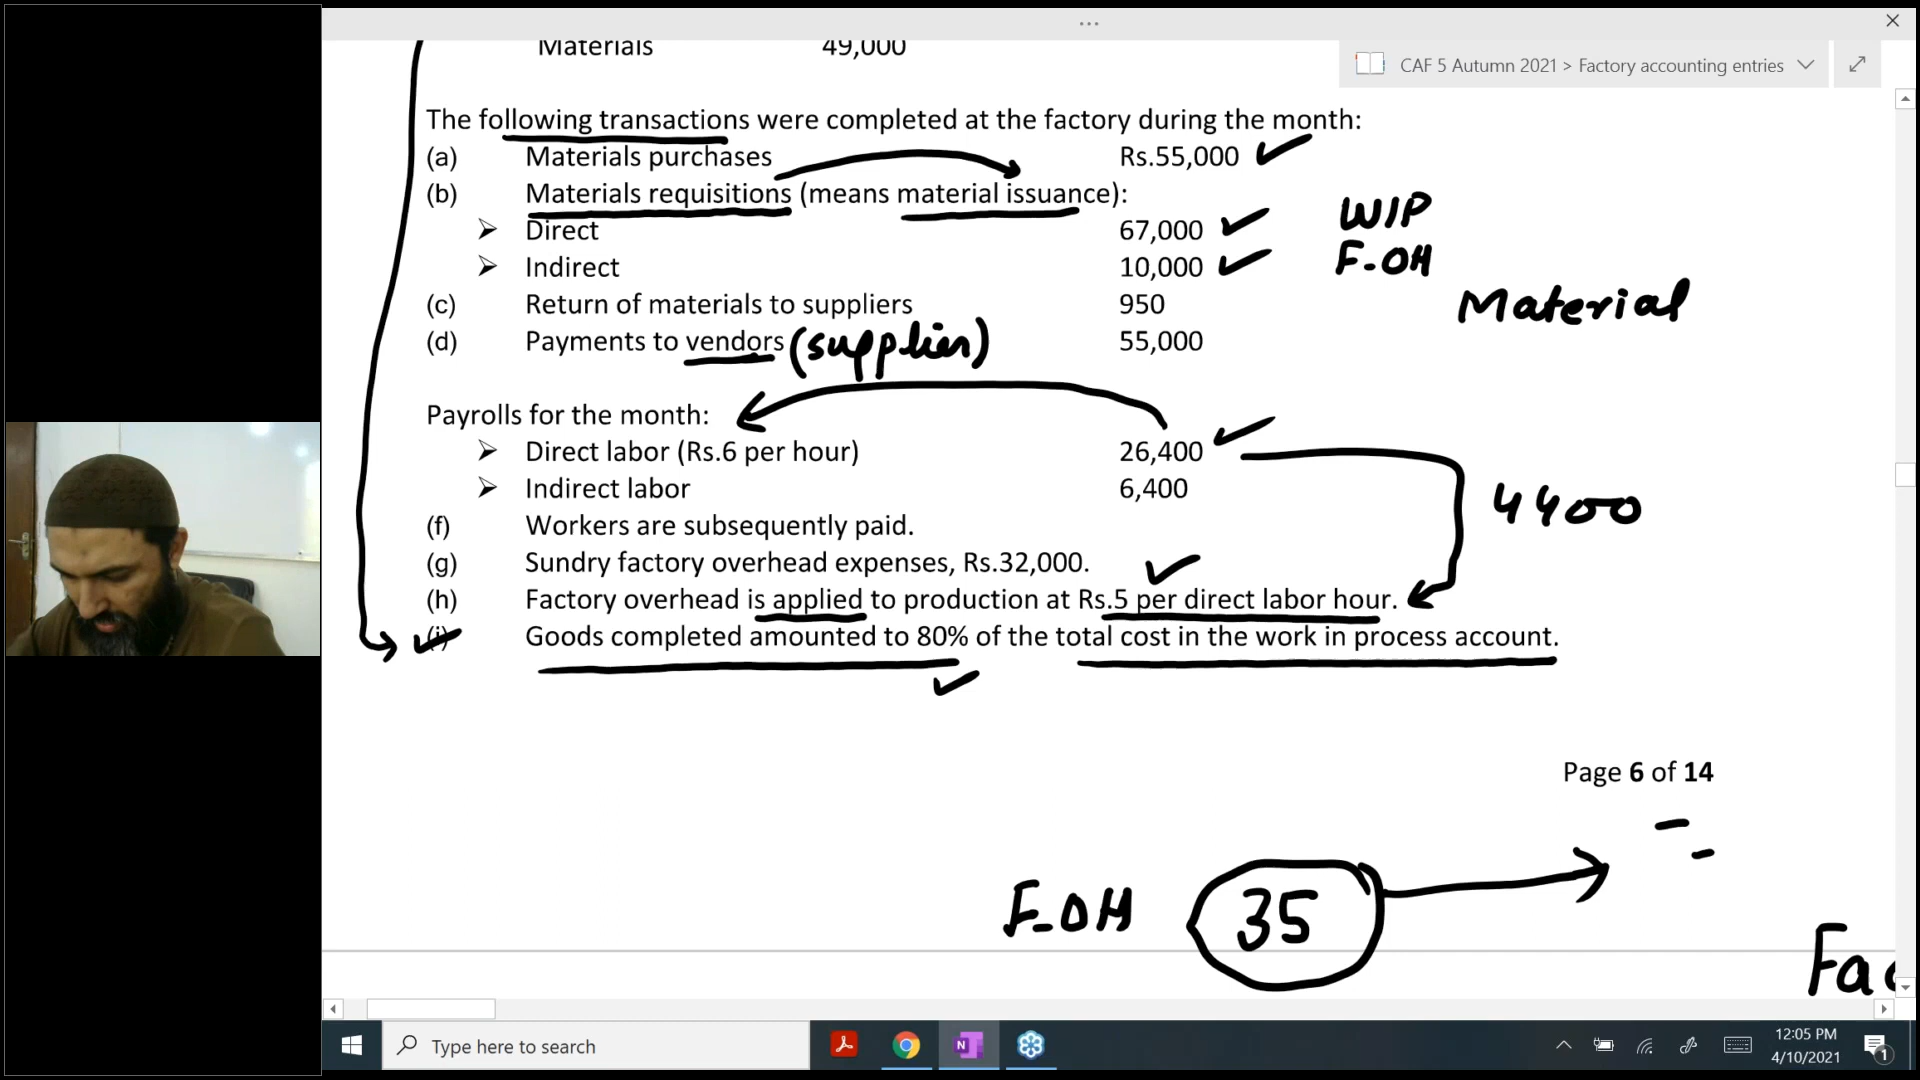 Materials 49,000
CAF 5 Autumn 2021 > Factory accounting entries
The following transactions were completed at the factory during the month:
(a) Materials purchases Rs.55,000
(b) Materials requisitions (means material issuance):
Direct 67,000 WIP
Indirect 10,000 F-OH
(c) Return of materials to suppliers 950 Material
(d) Payments to vendors (supplier) 55,000
Payrolls for the month:
Direct labor (Rs.6 per hour) 26,400
Indirect labor 6,400 4400
(f) Workers are subsequently paid.
(g) Sundry factory overhead expenses, Rs.32,000.
(h) Factory overhead is applied to production at Rs.5 per direct labor hour.
(i) Goods completed amounted to 80% of the total cost in the work in process account.
Page 6 of 14
F-OH 35
Fac
Type here to search
12:05 PM
4/10/2021
1